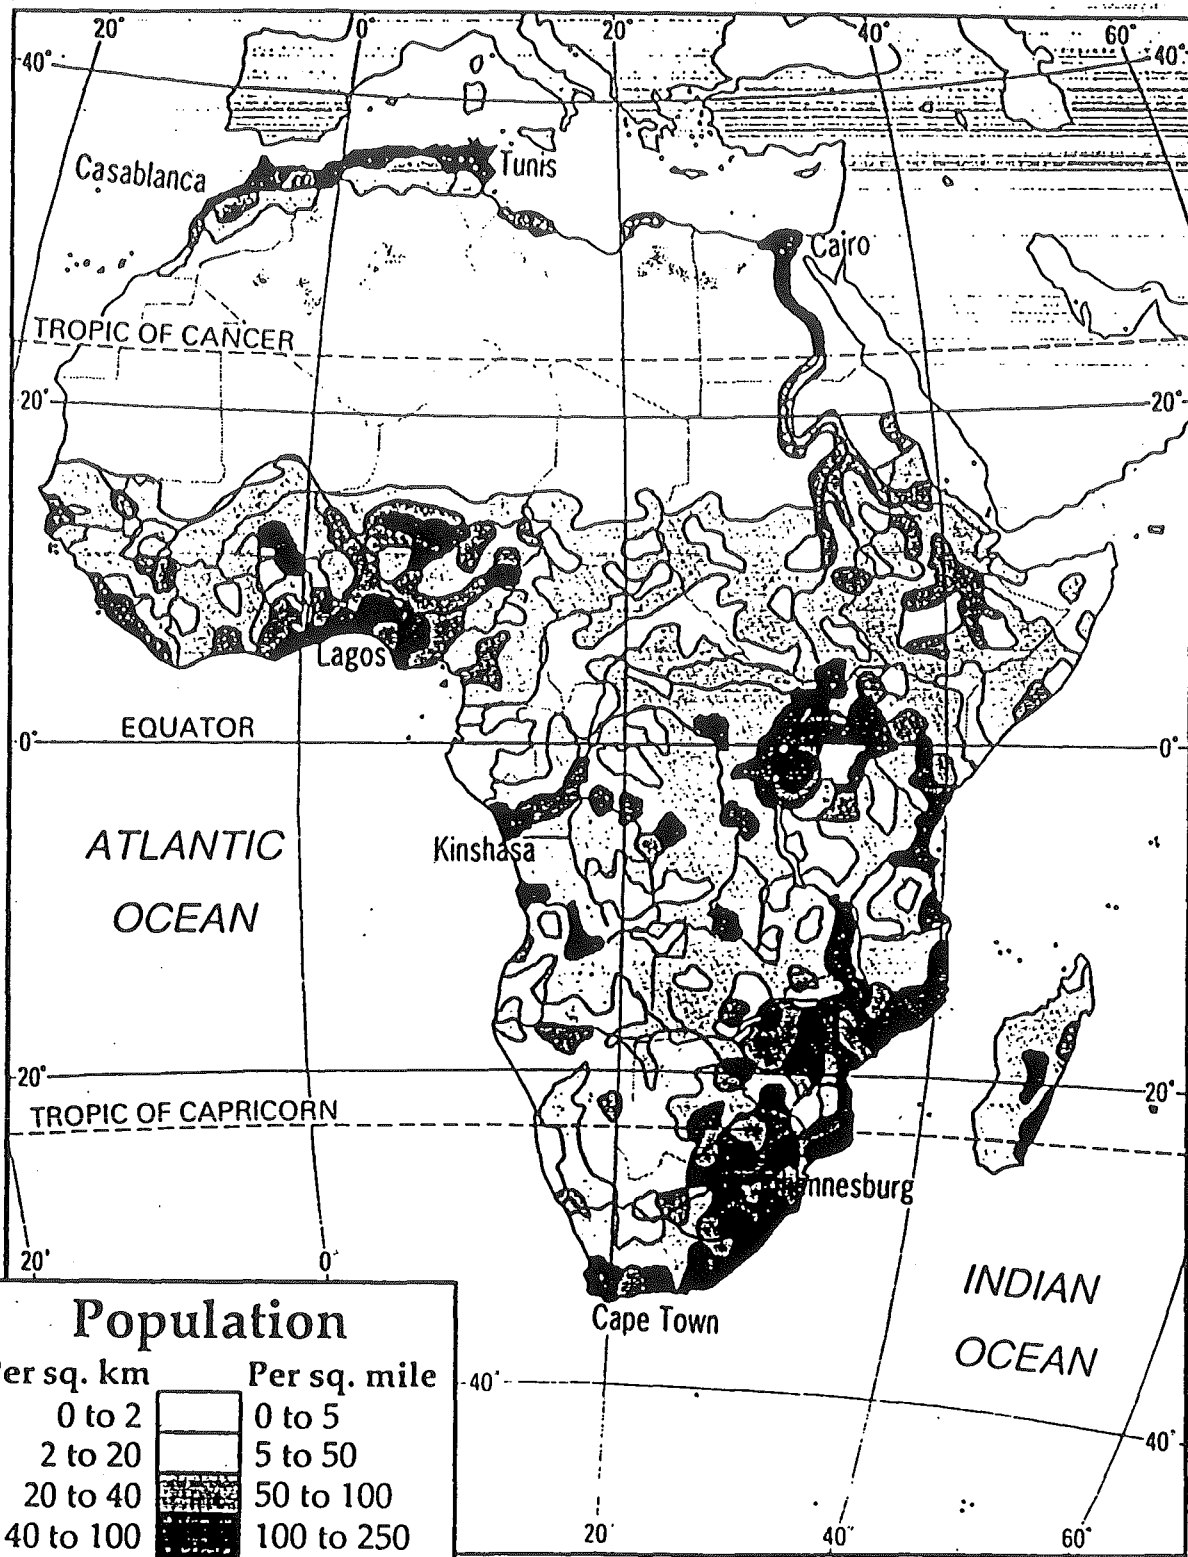 20° 0° 20° 40° 60°
40° 40°
Casablanca
Tunis
Cairo
TROPIC OF CANCER
20° 20°
Lagos
EQUATOR
0° 0°
ATLANTIC
OCEAN
Kinshasa
20° 20°
TROPIC OF CAPRICORN
nnesburg
20° 0°
INDIAN
OCEAN
Cape Town
40°
40°
20° 40° 60°
Population
er sq. km Per sq. mile
0 to 2 0 to 5
2 to 20 5 to 50
20 to 40 50 to 100
40 to 100 100 to 250